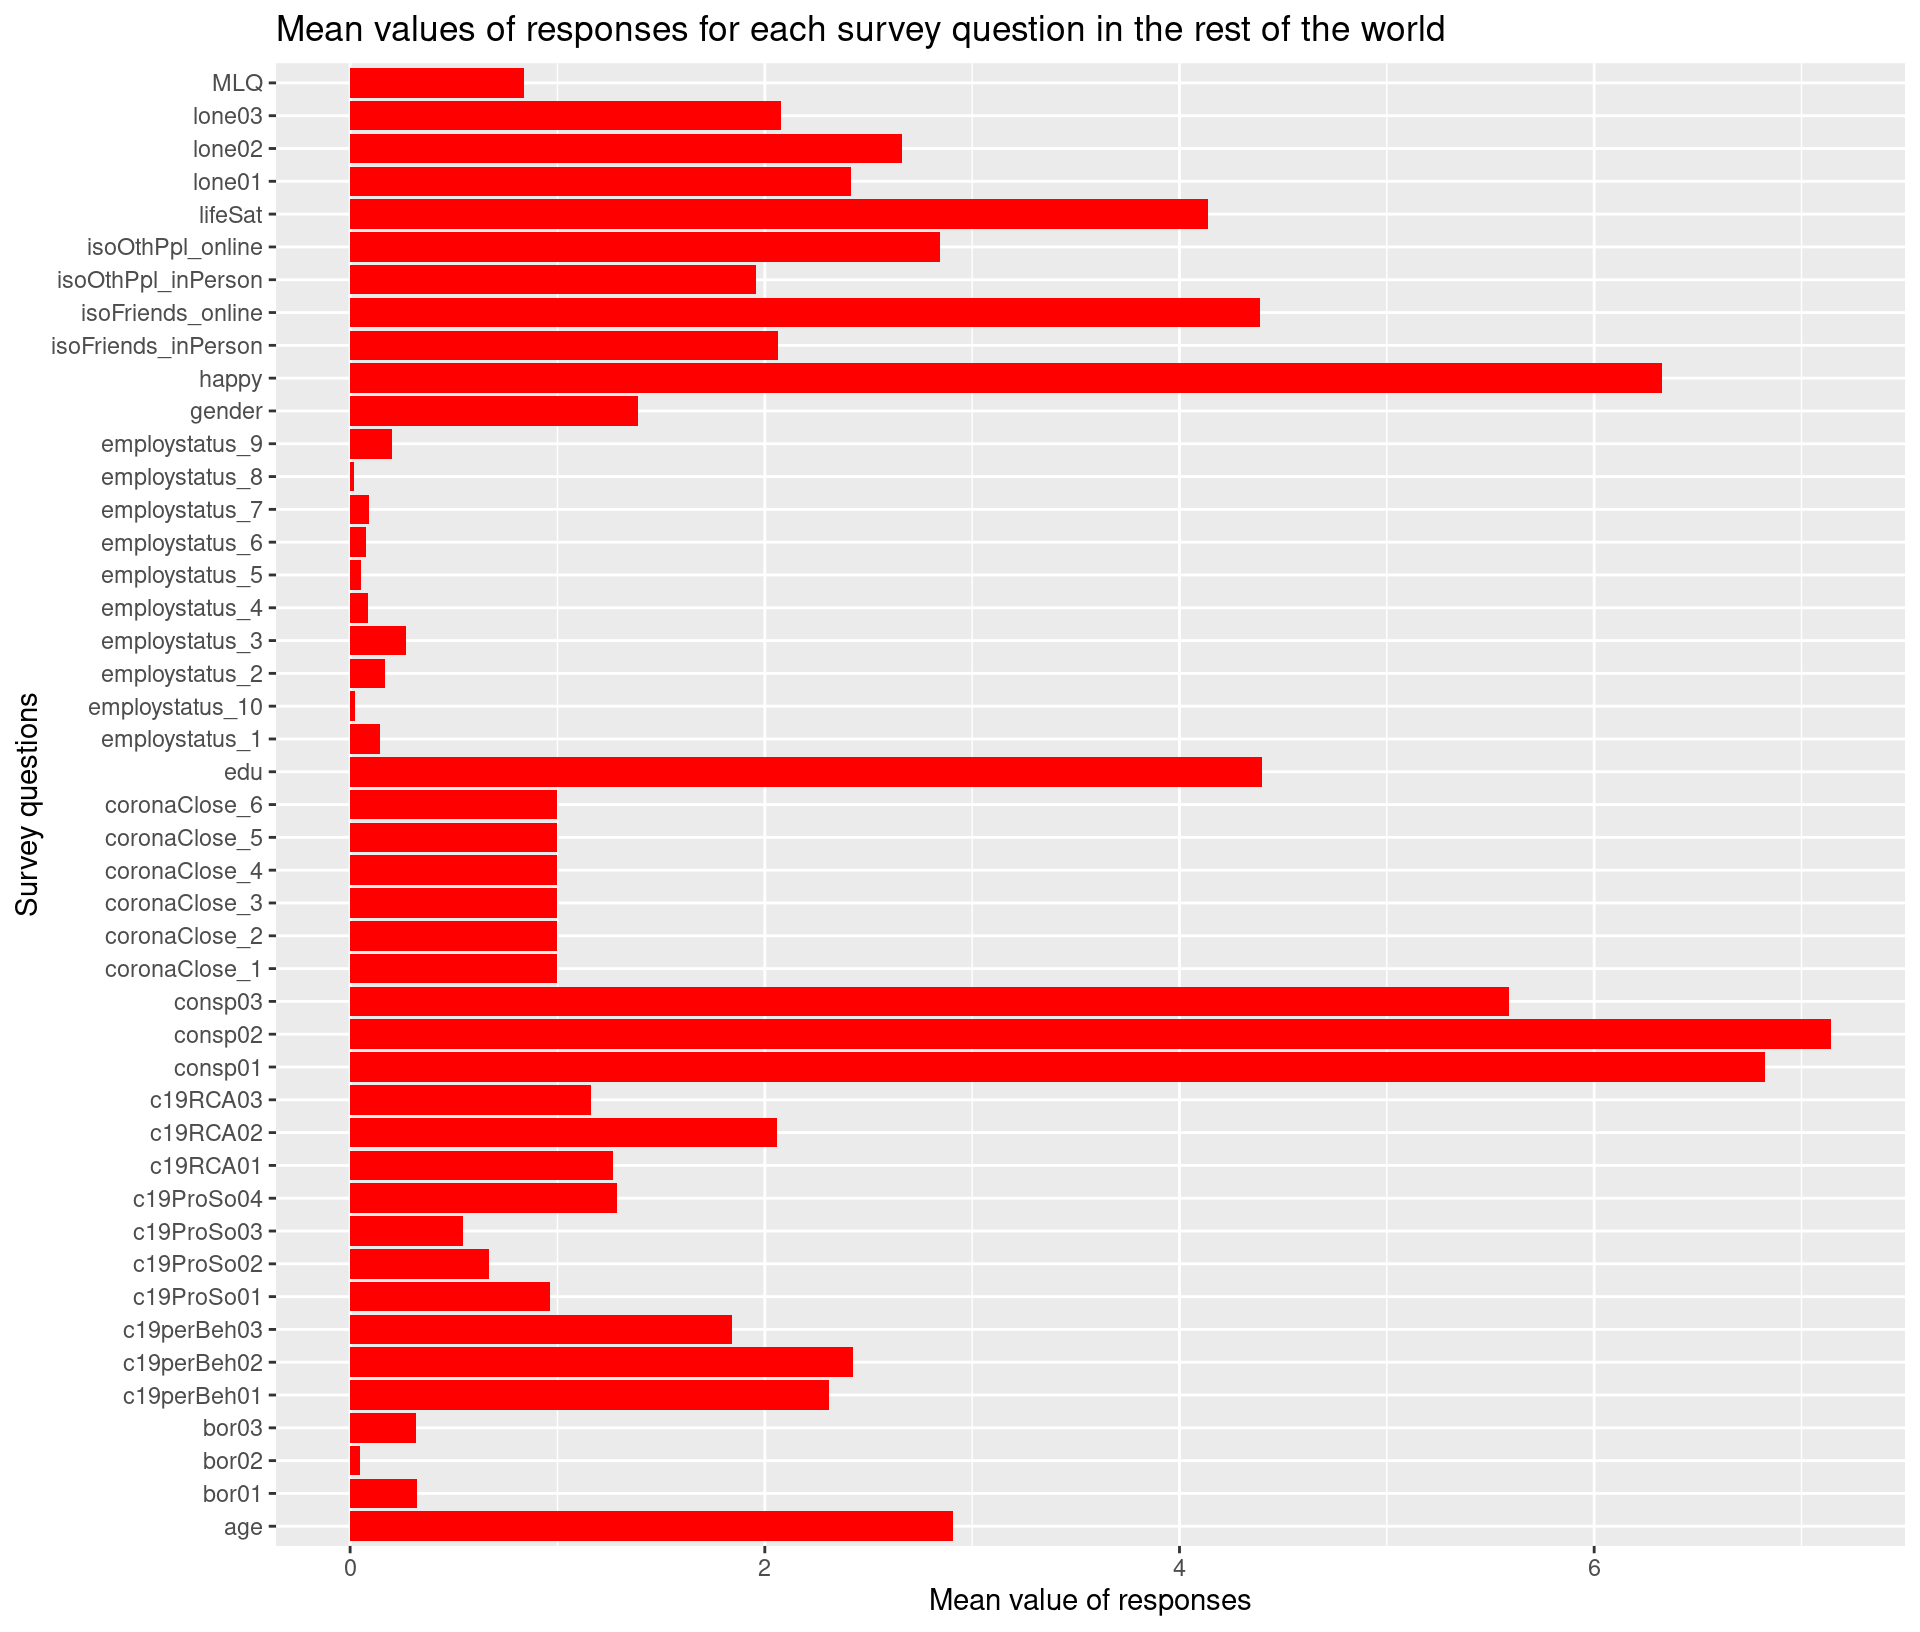 Mean values of responses for each survey question in the rest of the world
Survey questions
MLQ
lone03
lone02
lone01
lifeSat
isoOthPpl_online
isoOthPpl_inPerson
isoFriends_online
isoFriends_inPerson
happy
gender
employstatus_9
employstatus_8
employstatus_7
employstatus_6
employstatus_5
employstatus_4
employstatus_3
employstatus_2
employstatus_10
employstatus_1
edu
coronaClose_6
coronaClose_5
coronaClose_4
coronaClose_3
coronaClose_2
coronaClose_1
consp03
consp02
consp01
c19RCA03
c19RCA02
c19RCA01
c19ProSo04
c19ProSo03
c19ProSo02
c19ProSo01
c19perBeh03
c19perBeh02
c19perBeh01
bor03
bor02
bor01
age
0 2 4 6
Mean value of responses